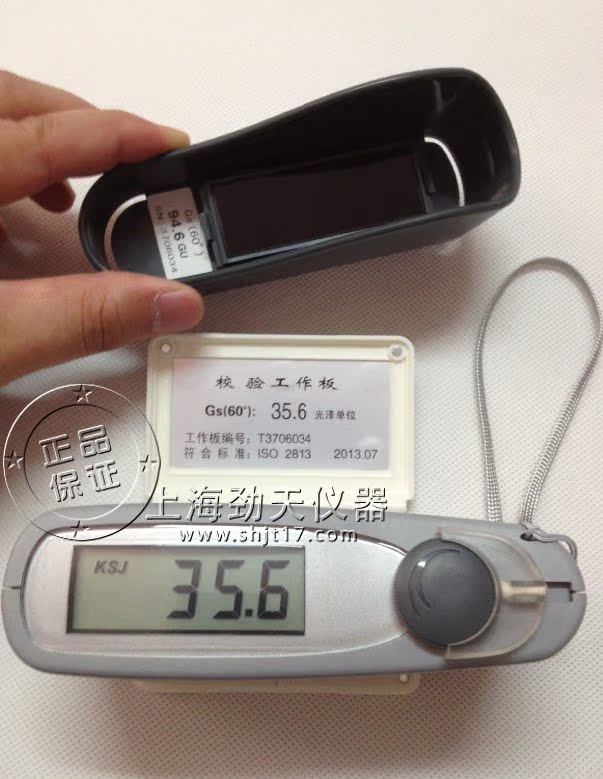 Gs(60°)
94.6 GU
SN: 3706034
校验工作板
Gs(60°): 35.6 光泽单位
工作板编号: T3706034
符合标准: ISO 2813 2013.07
正品
保证
上海劲天仪器
www.shjt17.com
KSJ 35.6